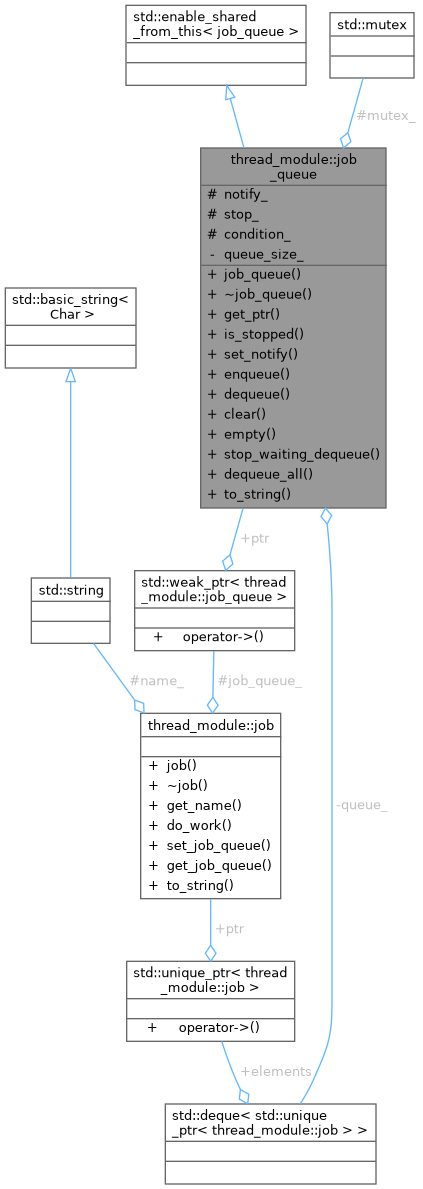 std::enable_shared
_from_this< job_queue >
std::mutex
#mutex_
thread_module::job
_queue
# notify_
# stop_
# condition_
- queue_size_
+ job_queue()
+ ~job_queue()
+ get_ptr()
+ is_stopped()
+ set_notify()
+ enqueue()
+ dequeue()
+ clear()
+ empty()
+ stop_waiting_dequeue()
+ dequeue_all()
+ to_string()
std::basic_string<
Char >
+ptr
std::string
std::weak_ptr< thread
_module::job_queue >
+ operator->()
#name_
#job_queue_
thread_module::job
+ job()
+ ~job()
+ get_name()
+ do_work()
+ set_job_queue()
+ get_job_queue()
+ to_string()
-queue_
+ptr
std::unique_ptr< thread
_module::job >
+ operator->()
+elements
std::deque< std::unique
_ptr< thread_module::job > >